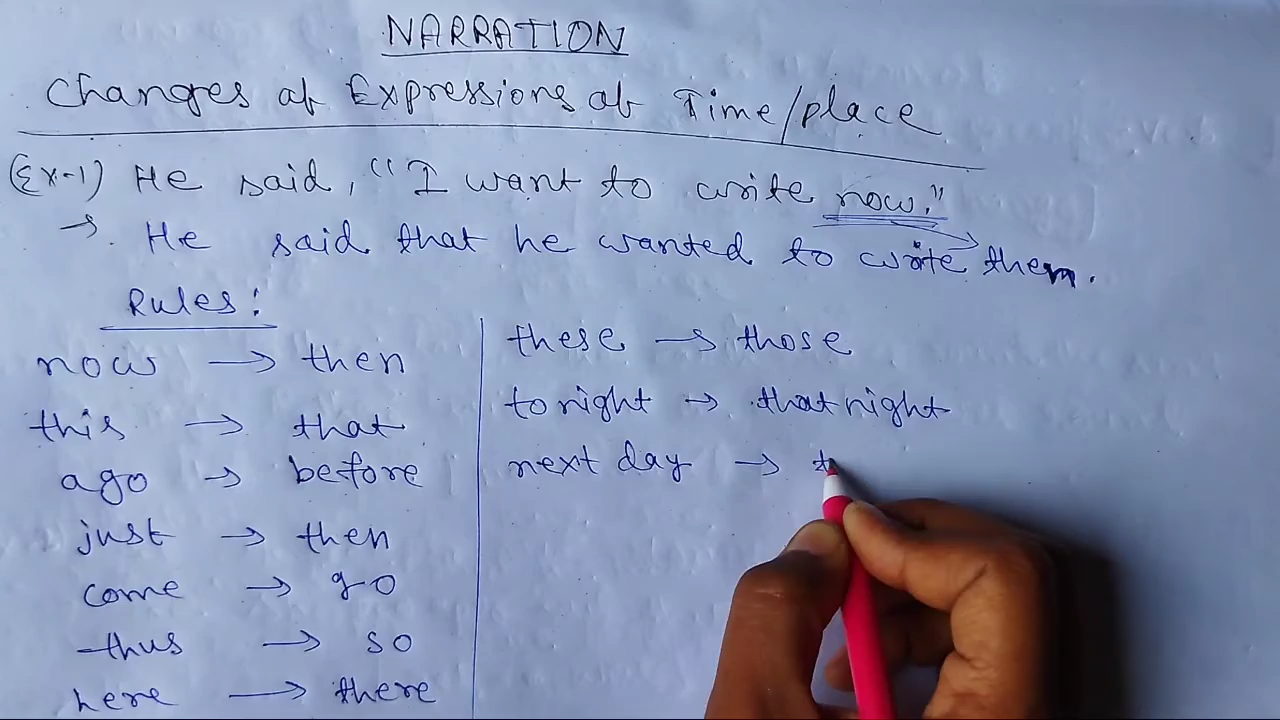 NARRATION
Changes of Expressions of Time/place
(Ex-1) He said, "I want to write now."
→ He said that he wanted to write then.
Rules:
now → then
this → that
ago → before
just → then
come → go
thus → so
here → there
these → those
tonight → that night
next day → t